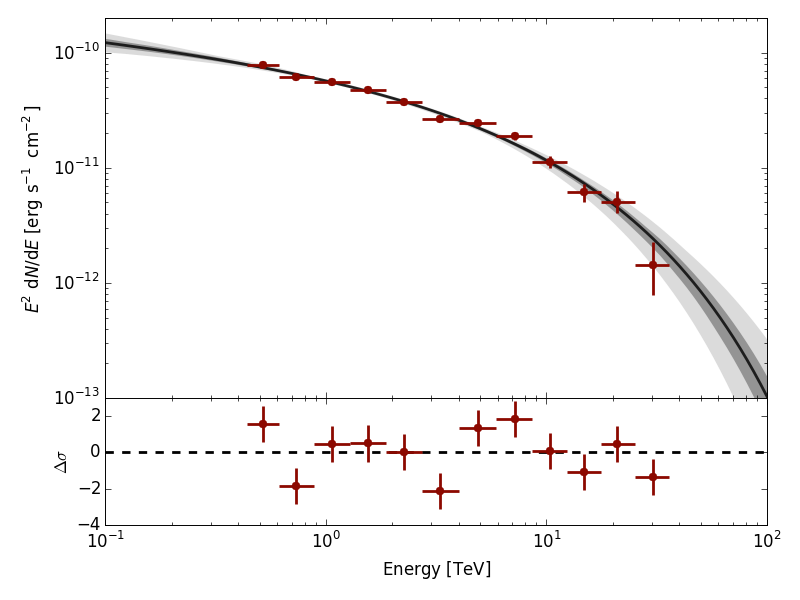 10⁻¹⁰
10⁻¹¹
10⁻¹²
10⁻¹³
E² dN/dE [erg s⁻¹ cm⁻²]
2
0
−2
−4
Δσ
10⁻¹ 10⁰ 10¹ 10²
Energy [TeV]